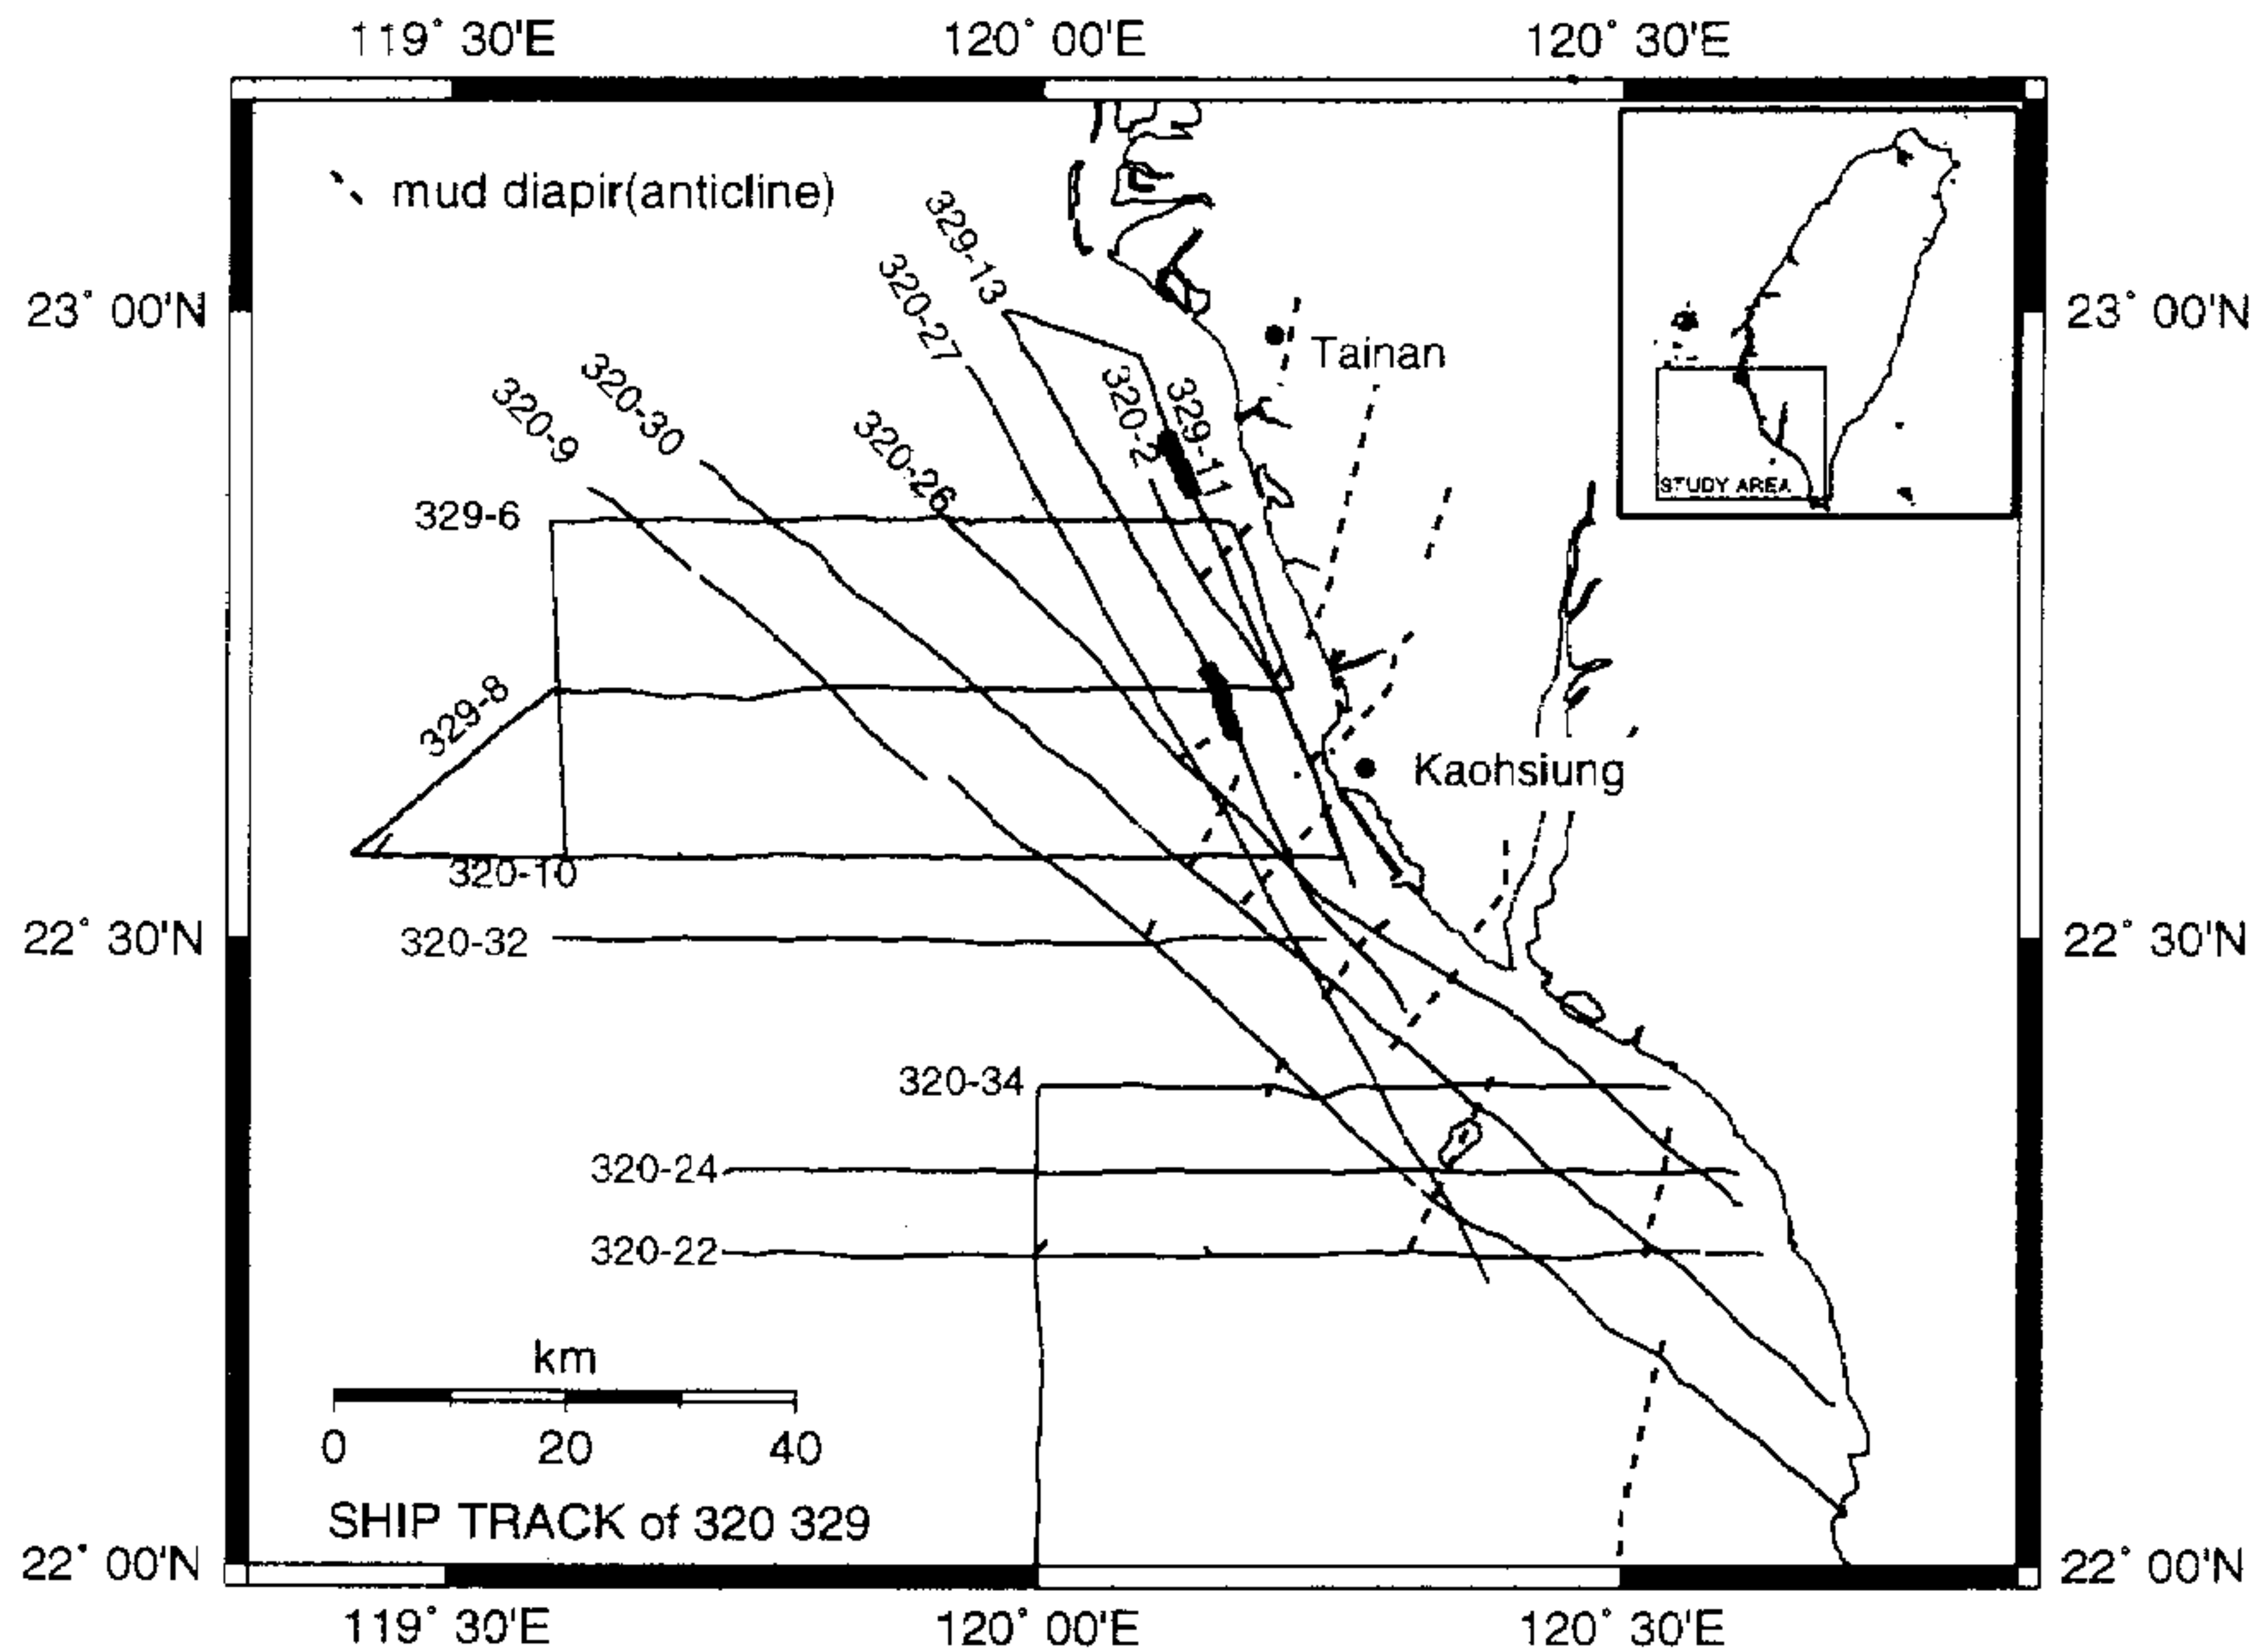 119° 30'E
120° 00'E
120° 30'E
mud diapir(anticline)
329-13
320-27
23° 00'N
23° 00'N
Tainan
320-30
320-9
320-2
329-11
320-26
STUDY AREA
329-6
329-8
Kaohsiung
320-10
22° 30'N
320-32
22° 30'N
320-34
320-24
320-22
km
0 20 40
SHIP TRACK of 320 329
22° 00'N
22° 00'N
119° 30'E
120° 00'E
120° 30'E